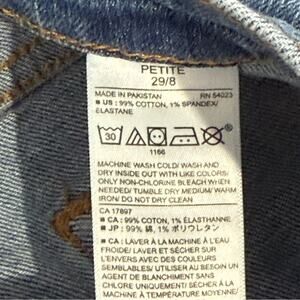 PETITE
29/8
MADE IN PAKISTAN RN 54023
■ US : 99% COTTON, 1% SPANDEX/
ELASTANE
30
1166
MACHINE WASH COLD/ WASH AND
DRY INSIDE OUT WITH LIKE COLORS/
ONLY NON-CHLORINE BLEACH WHEN
NEEDED/ TUMBLE DRY MEDIUM/ WARM
IRON/ DO NOT DRY CLEAN
CA 17897
■ CA : 99% COTON, 1% ÉLASTHANNE
■ JP : 99% 綿, 1% ポリウレタン
■ CA : LAVER À LA MACHINE À L'EAU
FROIDE/ LAVER ET SÉCHER SUR
L'ENVERS AVEC DES COULEURS
SEMBLABLES/ UTILISER AU BESOIN UN
AGENT DE BLANCHIMENT SANS
CHLORE UNIQUEMENT/ SÉCHER PAR